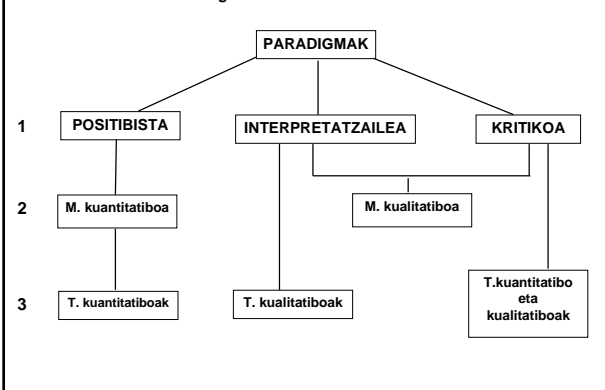 PARADIGMAK
1
POSITIBISTA
INTERPRETATZAILEA
KRITIKOA
2
M. kuantitatiboa
M. kualitatiboa
3
T. kuantitatiboak
T. kualitatiboak
T.kuantitatibo
eta
kualitatiboak